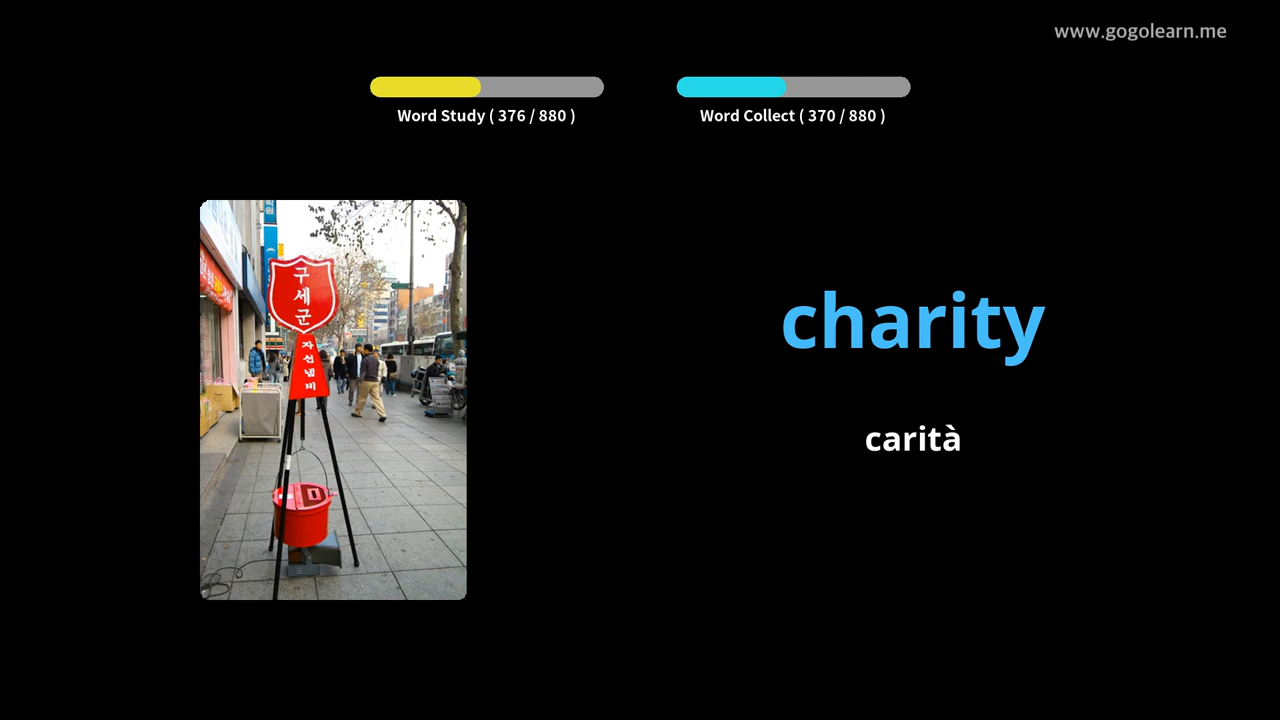 www.gogolearn.me
Word Study ( 376 / 880 )
Word Collect ( 370 / 880 )
구
세
군
자
선
냄
비
charity
carità